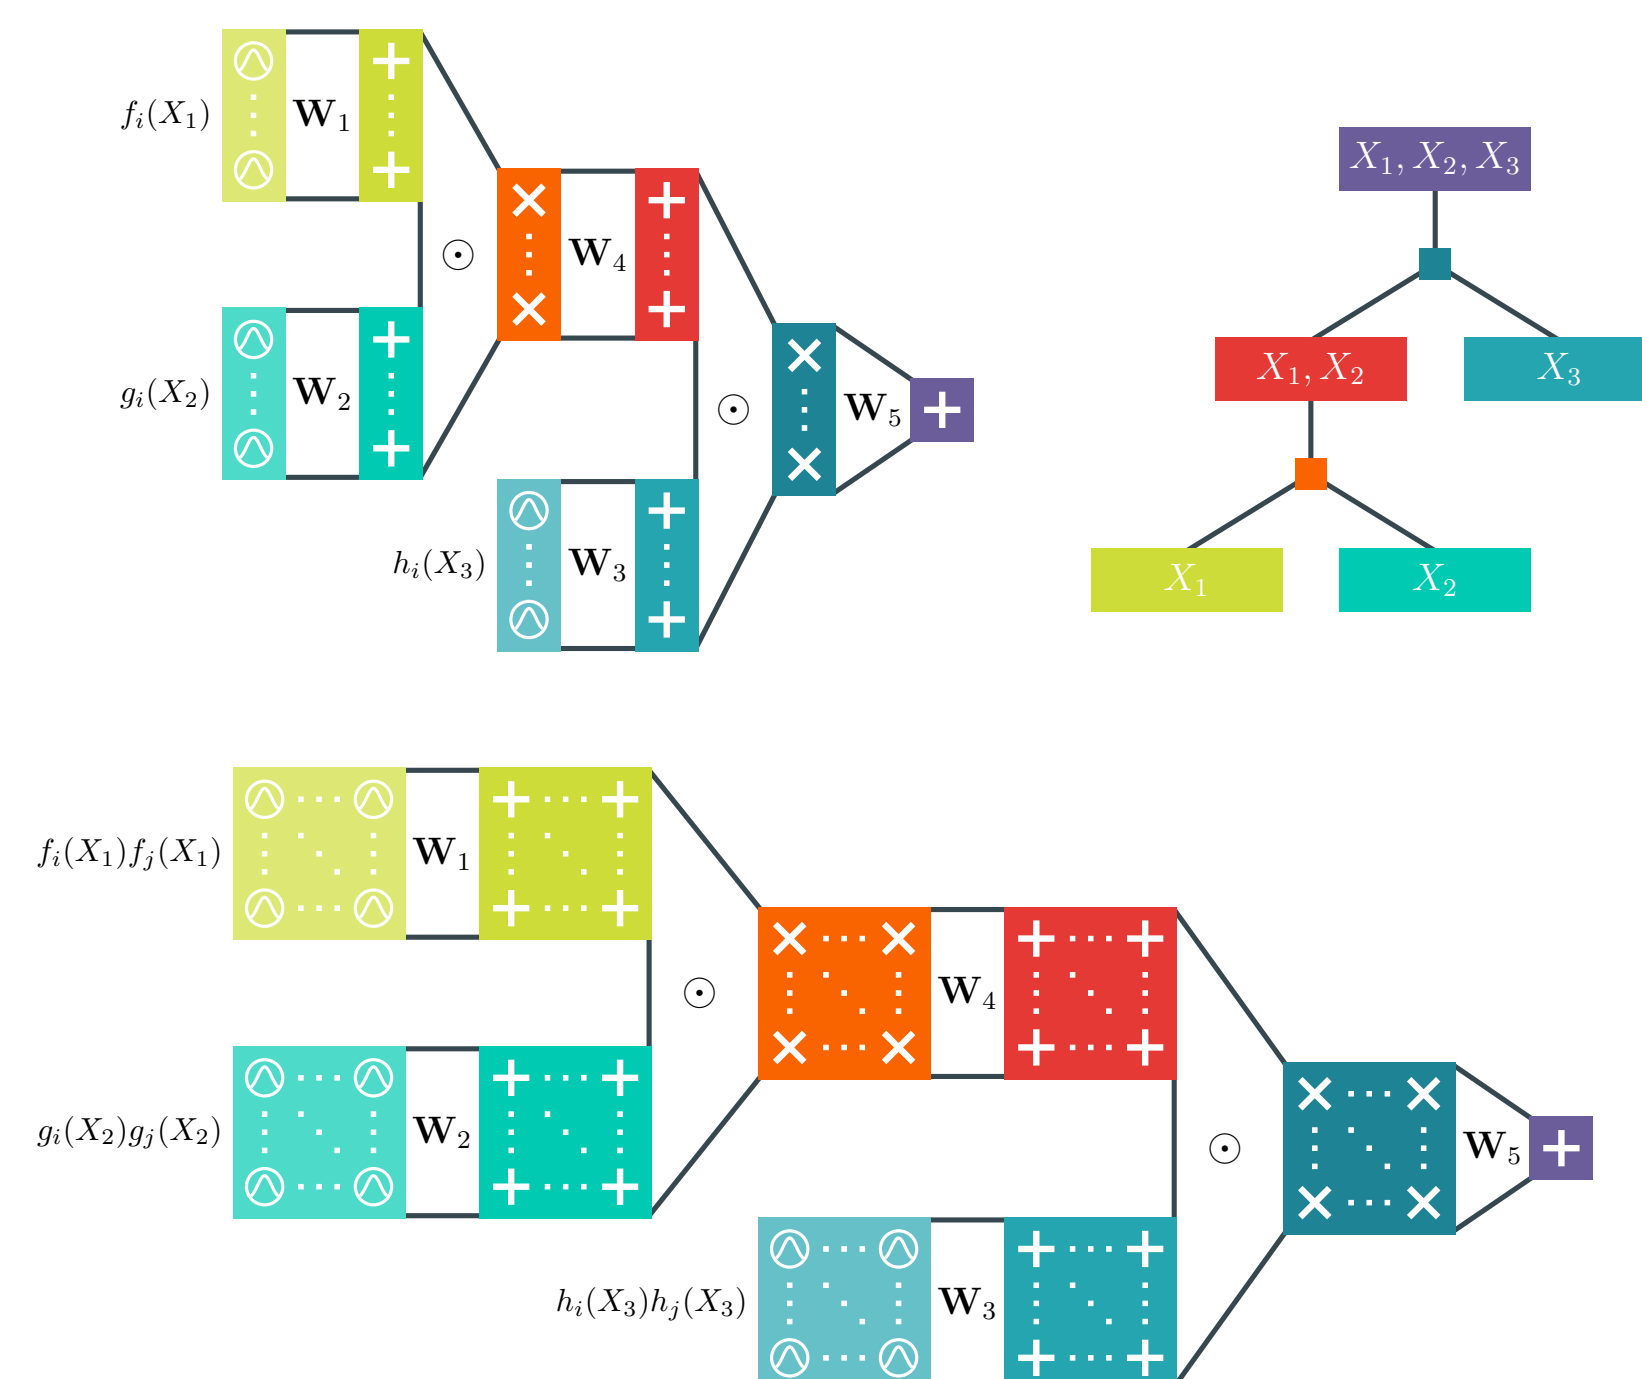 f_i(X_1)
W_1
g_i(X_2)
W_2
⊙
W_4
h_i(X_3)
W_3
⊙
W_5
X_1, X_2, X_3
X_1, X_2
X_3
X_1
X_2
f_i(X_1)f_j(X_1)
W_1
g_i(X_2)g_j(X_2)
W_2
⊙
W_4
h_i(X_3)h_j(X_3)
W_3
⊙
W_5